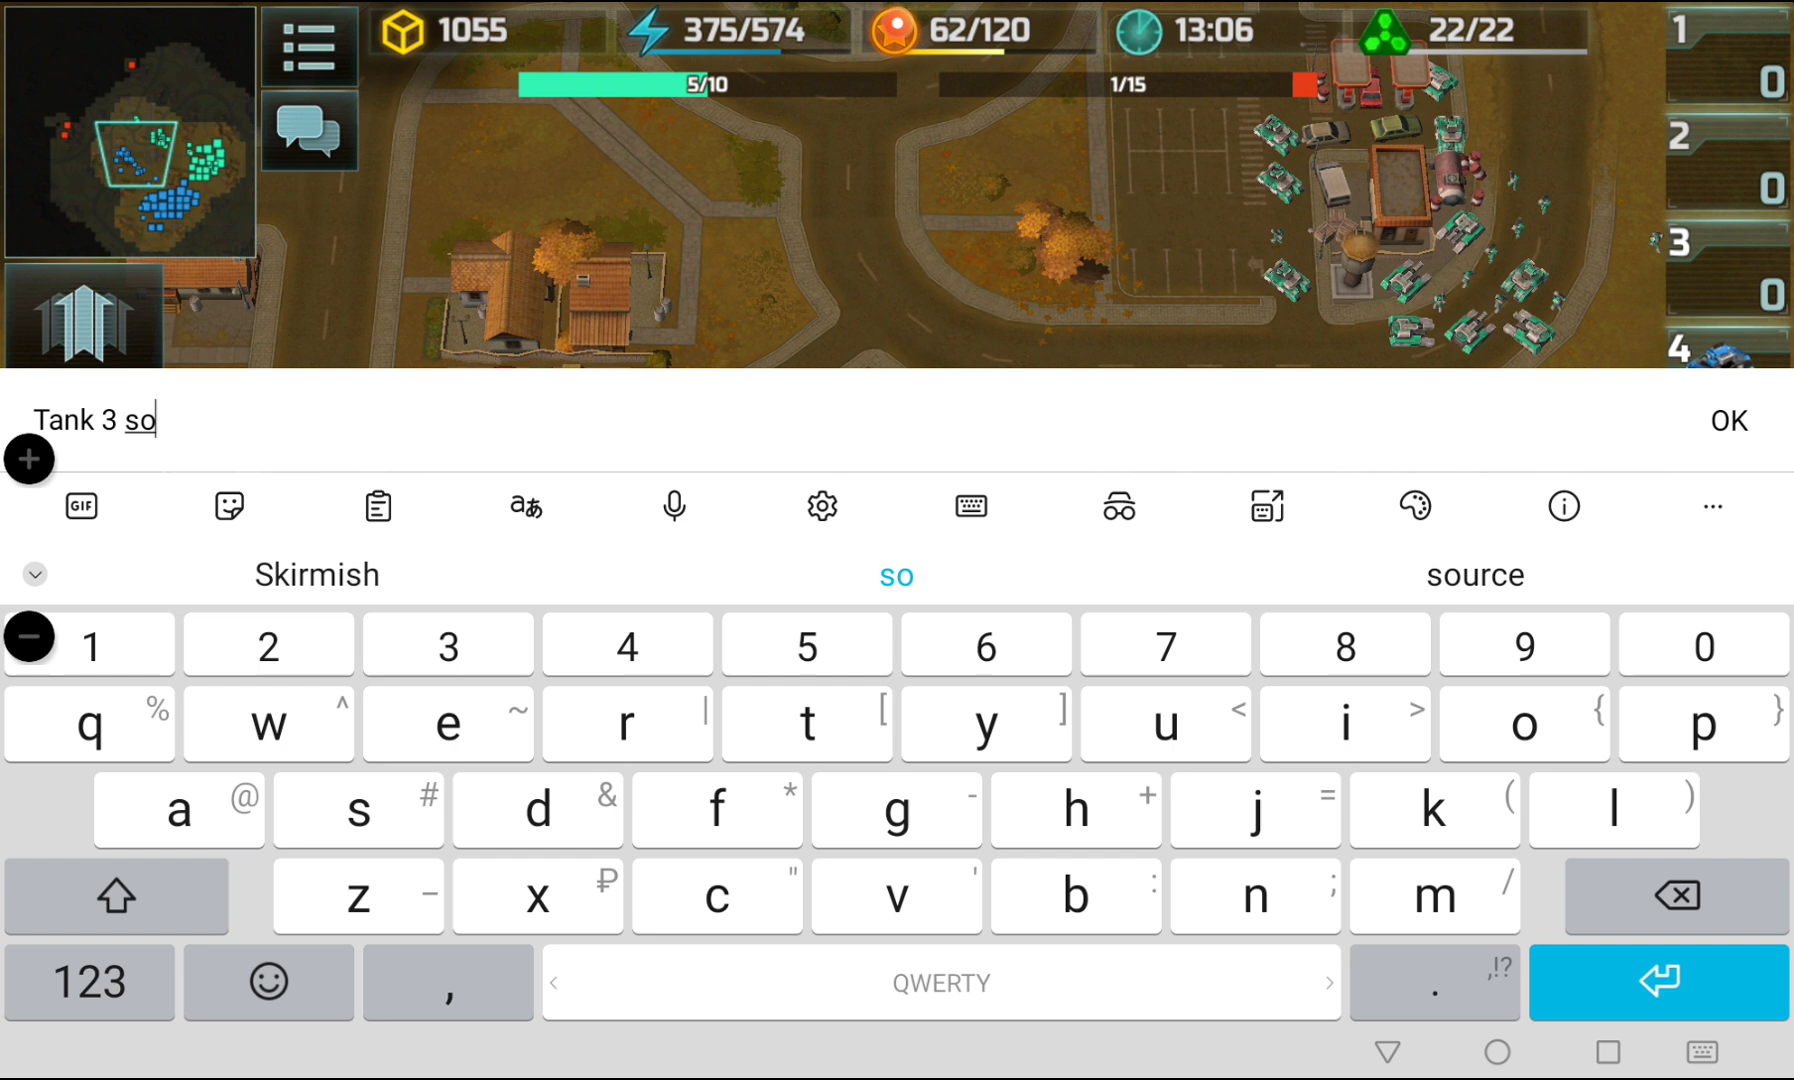 1055
375/574
62/120
13:06
22/22
5/10
1/15
1
0
2
0
3
0
4
Tank 3 so
OK
GIF
aあ
Skirmish
so
source
1 2 3 4 5 6 7 8 9 0
q % w ^ e ~ r | t [ y ] u < i > o { p }
a @ s # d & f * g - h + j = k ( l )
z – x ₽ c " v ' b : n ; m /
123 , < QWERTY > . ,!?